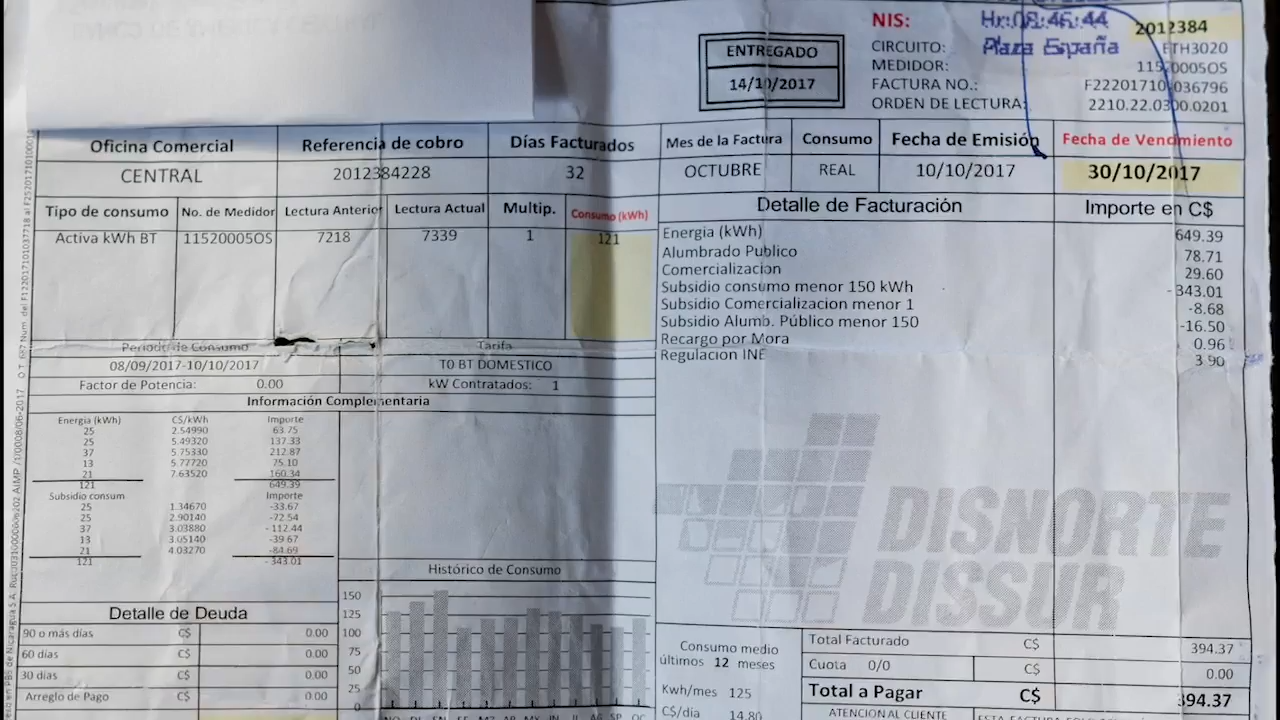 NIS: 2012384
Hr:08:46:44
Plaza España
CIRCUITO: ETH3020
MEDIDOR: 11520005OS
FACTURA NO.: F22201710036796
ORDEN DE LECTURA: 2210.22.0300.0201
ENTREGADO
14/10/2017
Oficina Comercial Referencia de cobro Días Facturados Mes de la Factura Consumo Fecha de Emisión Fecha de Vencimiento
CENTRAL 2012384228 32 OCTUBRE REAL 10/10/2017 30/10/2017
Tipo de consumo No. de Medidor Lectura Anterior Lectura Actual Multip. Consumo (kWh)
Activa kWh BT 11520005OS 7218 7339 1 121
Detalle de Facturación Importe en C$
Energia (kWh) 649.39
Alumbrado Publico 78.71
Comercializacion 29.60
Subsidio consumo menor 150 kWh -343.01
Subsidio Comercializacion menor 1 -8.68
Subsidio Alumb. Público menor 150 -16.50
Recargo por Mora 0.96
Regulacion INE 3.90
Periodo de Consumo Tarifa
08/09/2017-10/10/2017 T0 BT DOMESTICO
Factor de Potencia: 0.00 kW Contratados: 1
Información Complementaria
Energia (kWh) C$/kWh Importe
25 2.54990 63.75
25 5.49320 137.33
37 5.75330 212.87
13 5.77720 75.10
21 7.63520 160.34
121 649.39
Subsidio consum Importe
25 1.34670 -33.67
25 2.90140 -72.54
37 3.03880 -112.44
13 3.05140 -39.67
21 4.03270 -84.69
121 -343.01
Detalle de Deuda
90 o más días C$ 0.00
60 días C$ 0.00
30 días C$ 0.00
Arreglo de Pago C$ 0.00
Histórico de Consumo
150
125
100
75
50
25
0
DISNORTE
DISSUR
Consumo medio
últimos 12 meses
Kwh/mes 125
C$/día 14.80
Total Facturado C$ 394.37
Cuota 0/0 C$ 0.00
Total a Pagar C$ 394.37
ATENCION AL CLIENTE